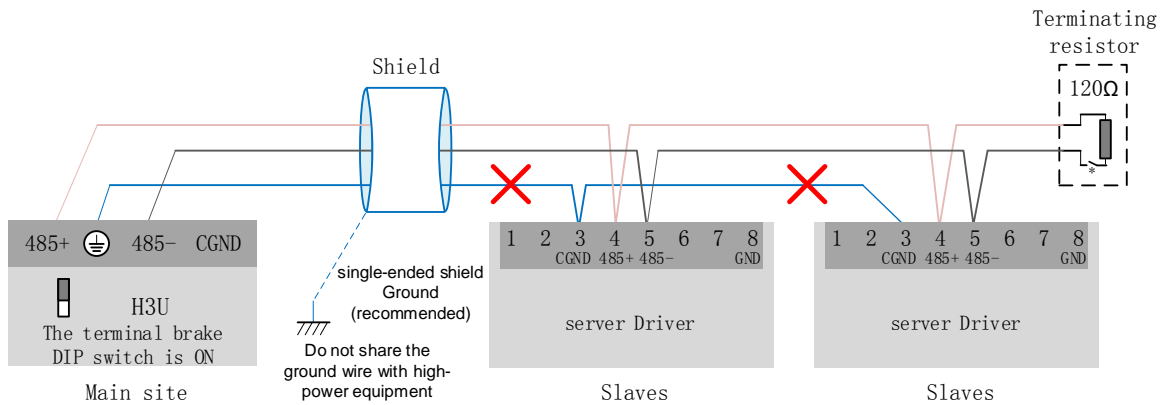 Terminating
resistor
Shield
120Ω
*
485+ 485- CGND
1 2 3 4 5 6 7 8
CGND 485+ 485- GND
1 2 3 4 5 6 7 8
CGND 485+ 485- GND
single-ended shield
Ground
(recommended)
H3U
The terminal brake
DIP switch is ON
server Driver
server Driver
Do not share the
ground wire with high-
power equipment
Main site
Slaves
Slaves